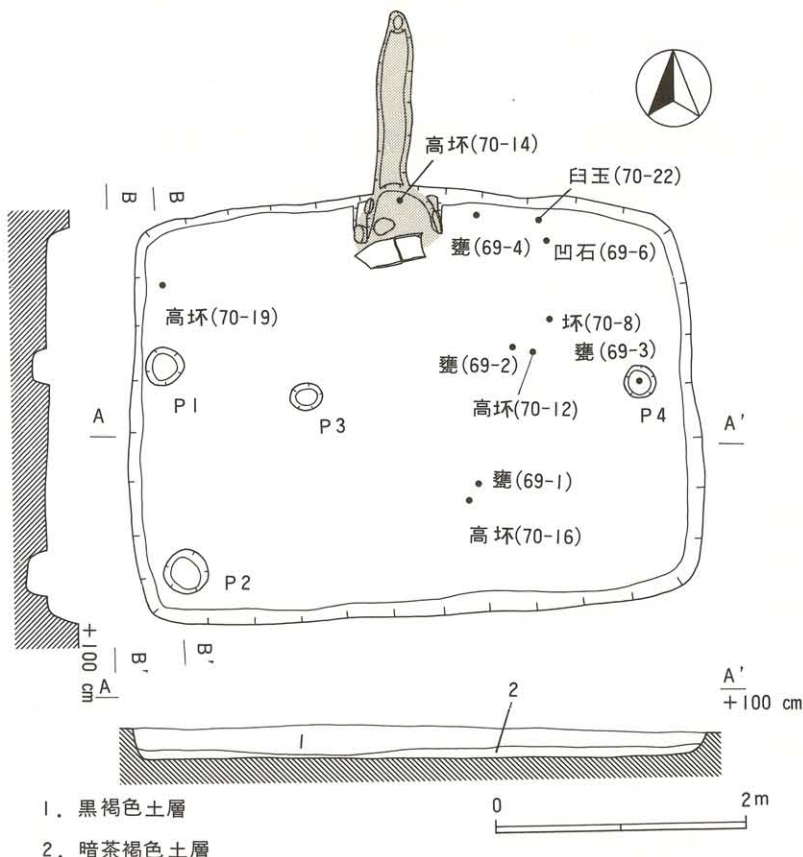 高坏(70-14)
臼玉(70-22)
B B
甕(69-4)
凹石(69-6)
高坏(70-19)
坏(70-8)
甕(69-2)
甕(69-3)
高坏(70-12)
P1
P3
P4
A
A'
甕(69-1)
高坏(70-16)
P2
B' B'
+100 cm
A
2
A'
+100 cm
1
1. 黒褐色土層
2. 暗茶褐色土層
0 2m